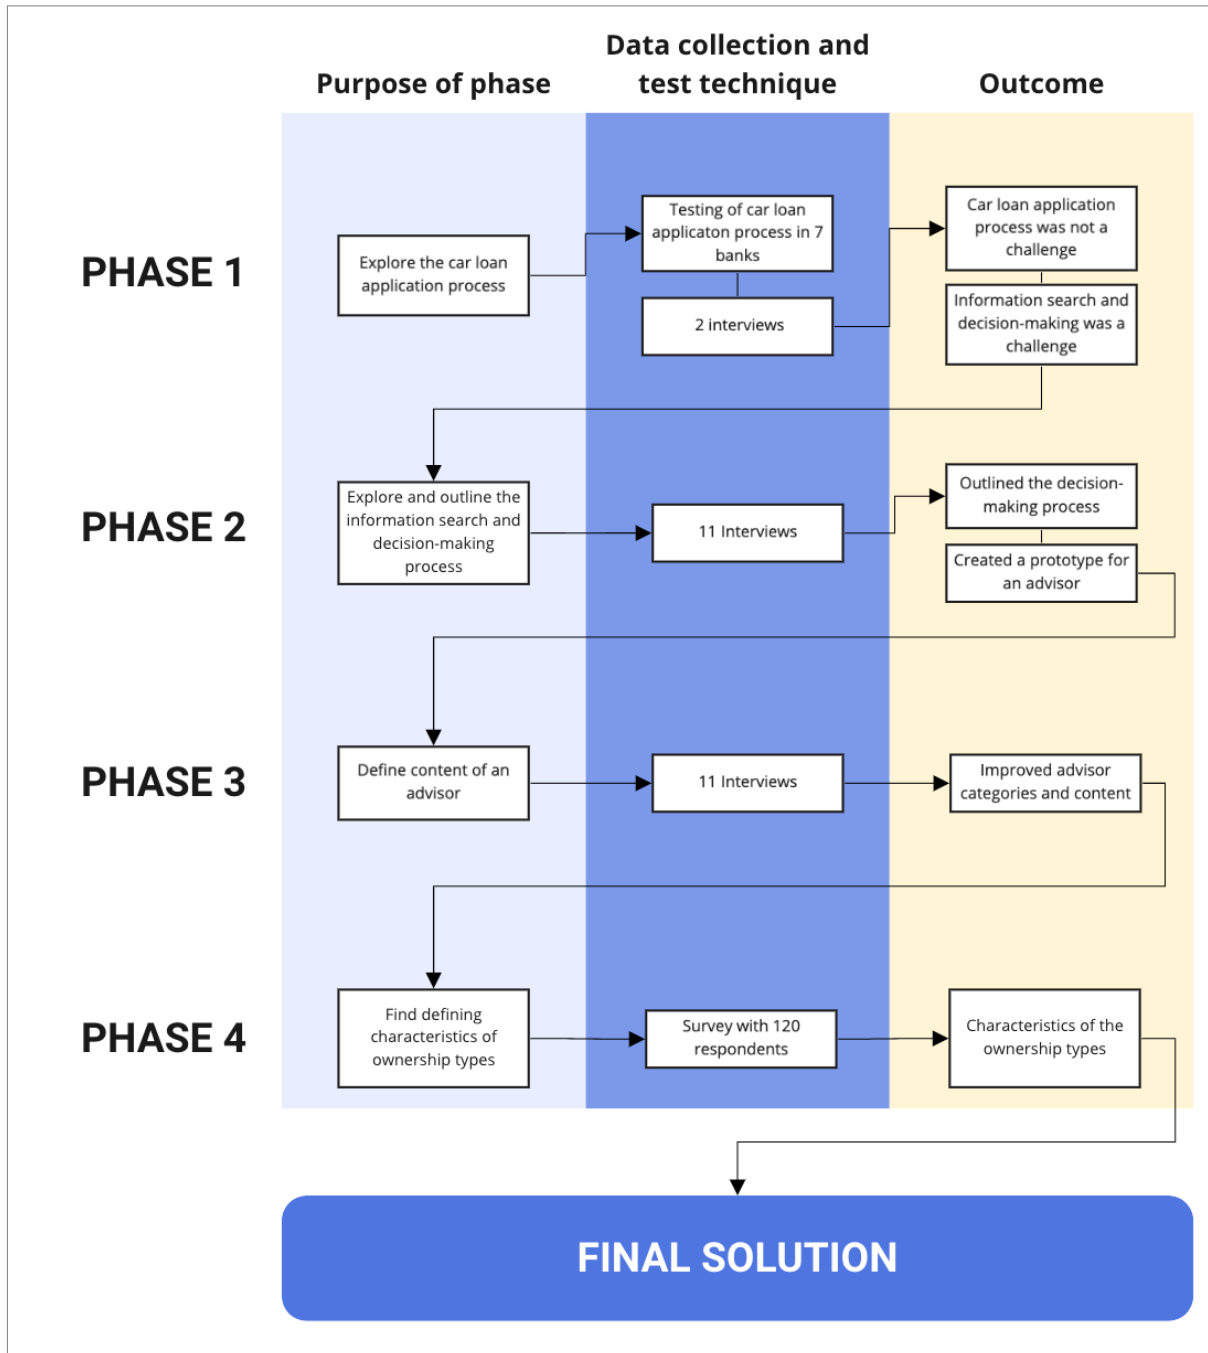 Purpose of phase
Data collection and
test technique
Outcome
PHASE 1
Explore the car loan
application process
Testing of car loan
applicaton process in 7
banks
2 interviews
Car loan application
process was not a
challenge
Information search and
decision-making was a
challenge
PHASE 2
Explore and outline the
information search and
decision-making
process
11 Interviews
Outlined the decision-
making process
Created a prototype for
an advisor
PHASE 3
Define content of an
advisor
11 Interviews
Improved advisor
categories and content
PHASE 4
Find defining
characteristics of
ownership types
Survey with 120
respondents
Characteristics of the
ownership types
FINAL SOLUTION